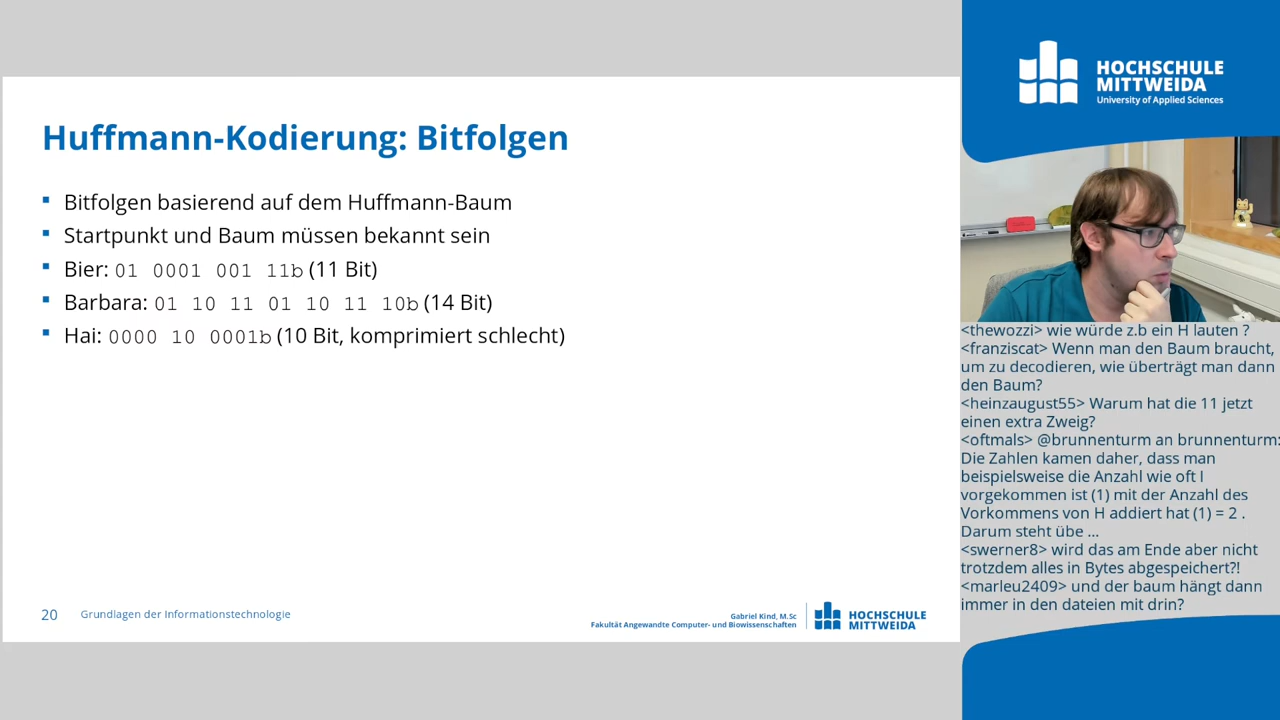 Huffmann-Kodierung: Bitfolgen
Bitfolgen basierend auf dem Huffmann-Baum
Startpunkt und Baum müssen bekannt sein
Bier: 01 0001 001 11b (11 Bit)
Barbara: 01 10 11 01 10 11 10b (14 Bit)
Hai: 0000 10 0001b (10 Bit, komprimiert schlecht)
20 Grundlagen der Informationstechnologie
Gabriel Kind, M.Sc
Fakultät Angewandte Computer- und Biowissenschaften
HOCHSCHULE
MITTWEIDA
HOCHSCHULE
MITTWEIDA
University of Applied Sciences
<thewozzi> wie würde z.b ein H lauten ?
<franziscat> Wenn man den Baum braucht,
um zu decodieren, wie überträgt man dann
den Baum?
<heinzaugust55> Warum hat die 11 jetzt
einen extra Zweig?
<oftmals> @brunnenturm an brunnenturm:
Die Zahlen kamen daher, dass man
beispielsweise die Anzahl wie oft I
vorgekommen ist (1) mit der Anzahl des
Vorkommens von H addiert hat (1) = 2 .
Darum steht übe ...
<swerner8> wird das am Ende aber nicht
trotzdem alles in Bytes abgespeichert?!
<marleu2409> und der baum hängt dann
immer in den dateien mit drin?